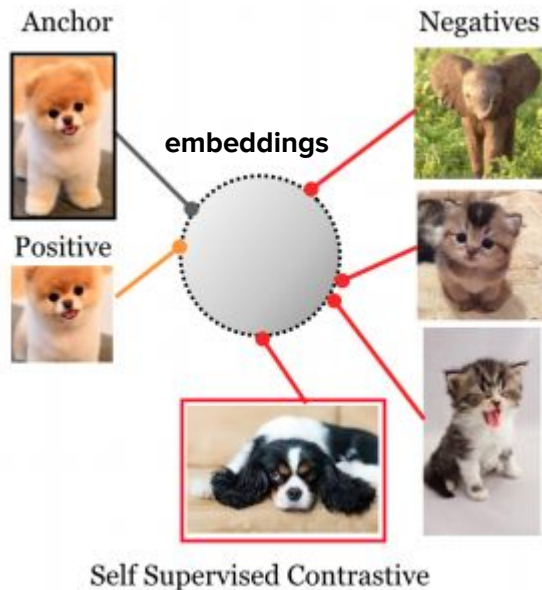 Anchor
Negatives
embeddings
Positive
Self Supervised Contrastive